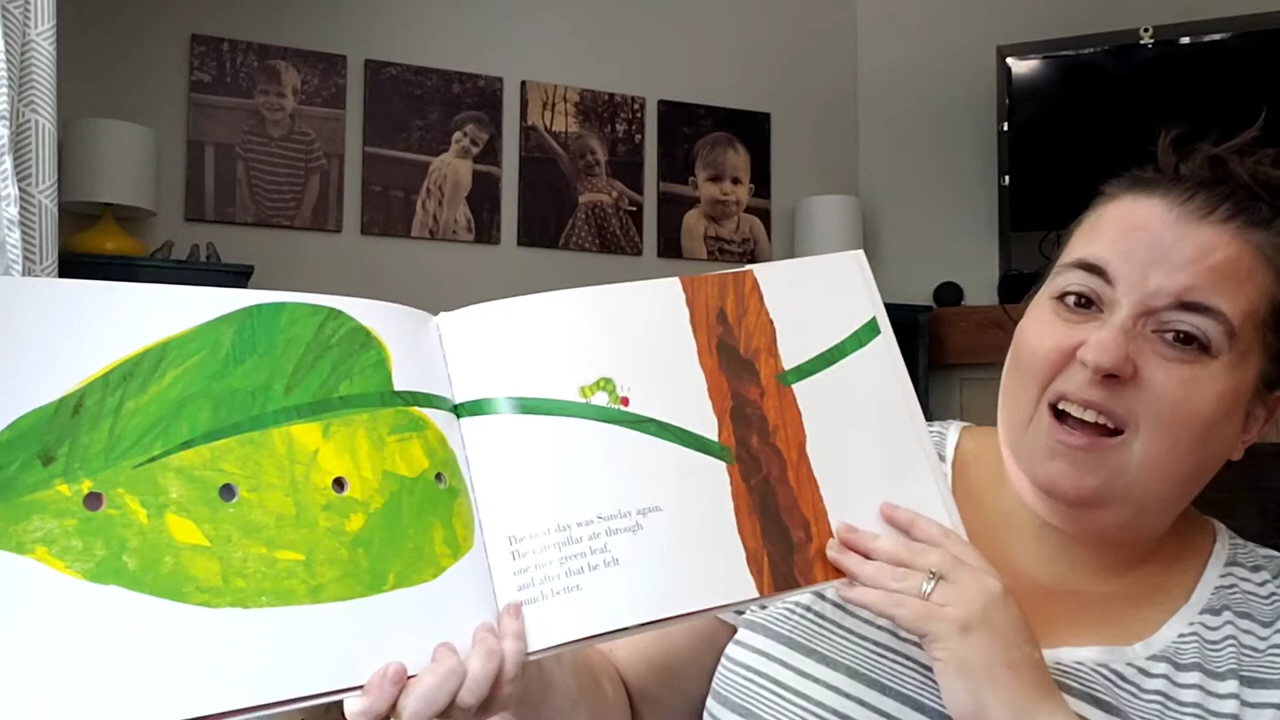 The next day was Sunday again.
The caterpillar ate through
one nice green leaf,
and after that he felt
much better.